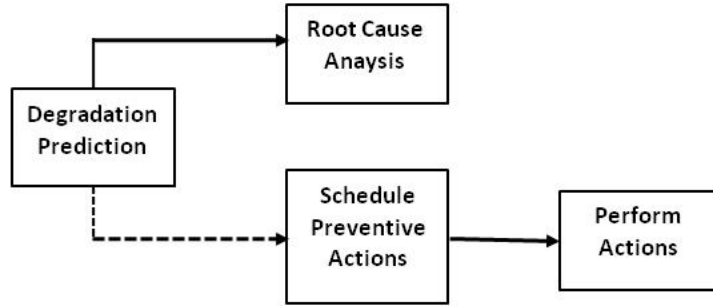 Root Cause
Anaysis
Degradation
Prediction
Schedule
Preventive
Actions
Perform
Actions